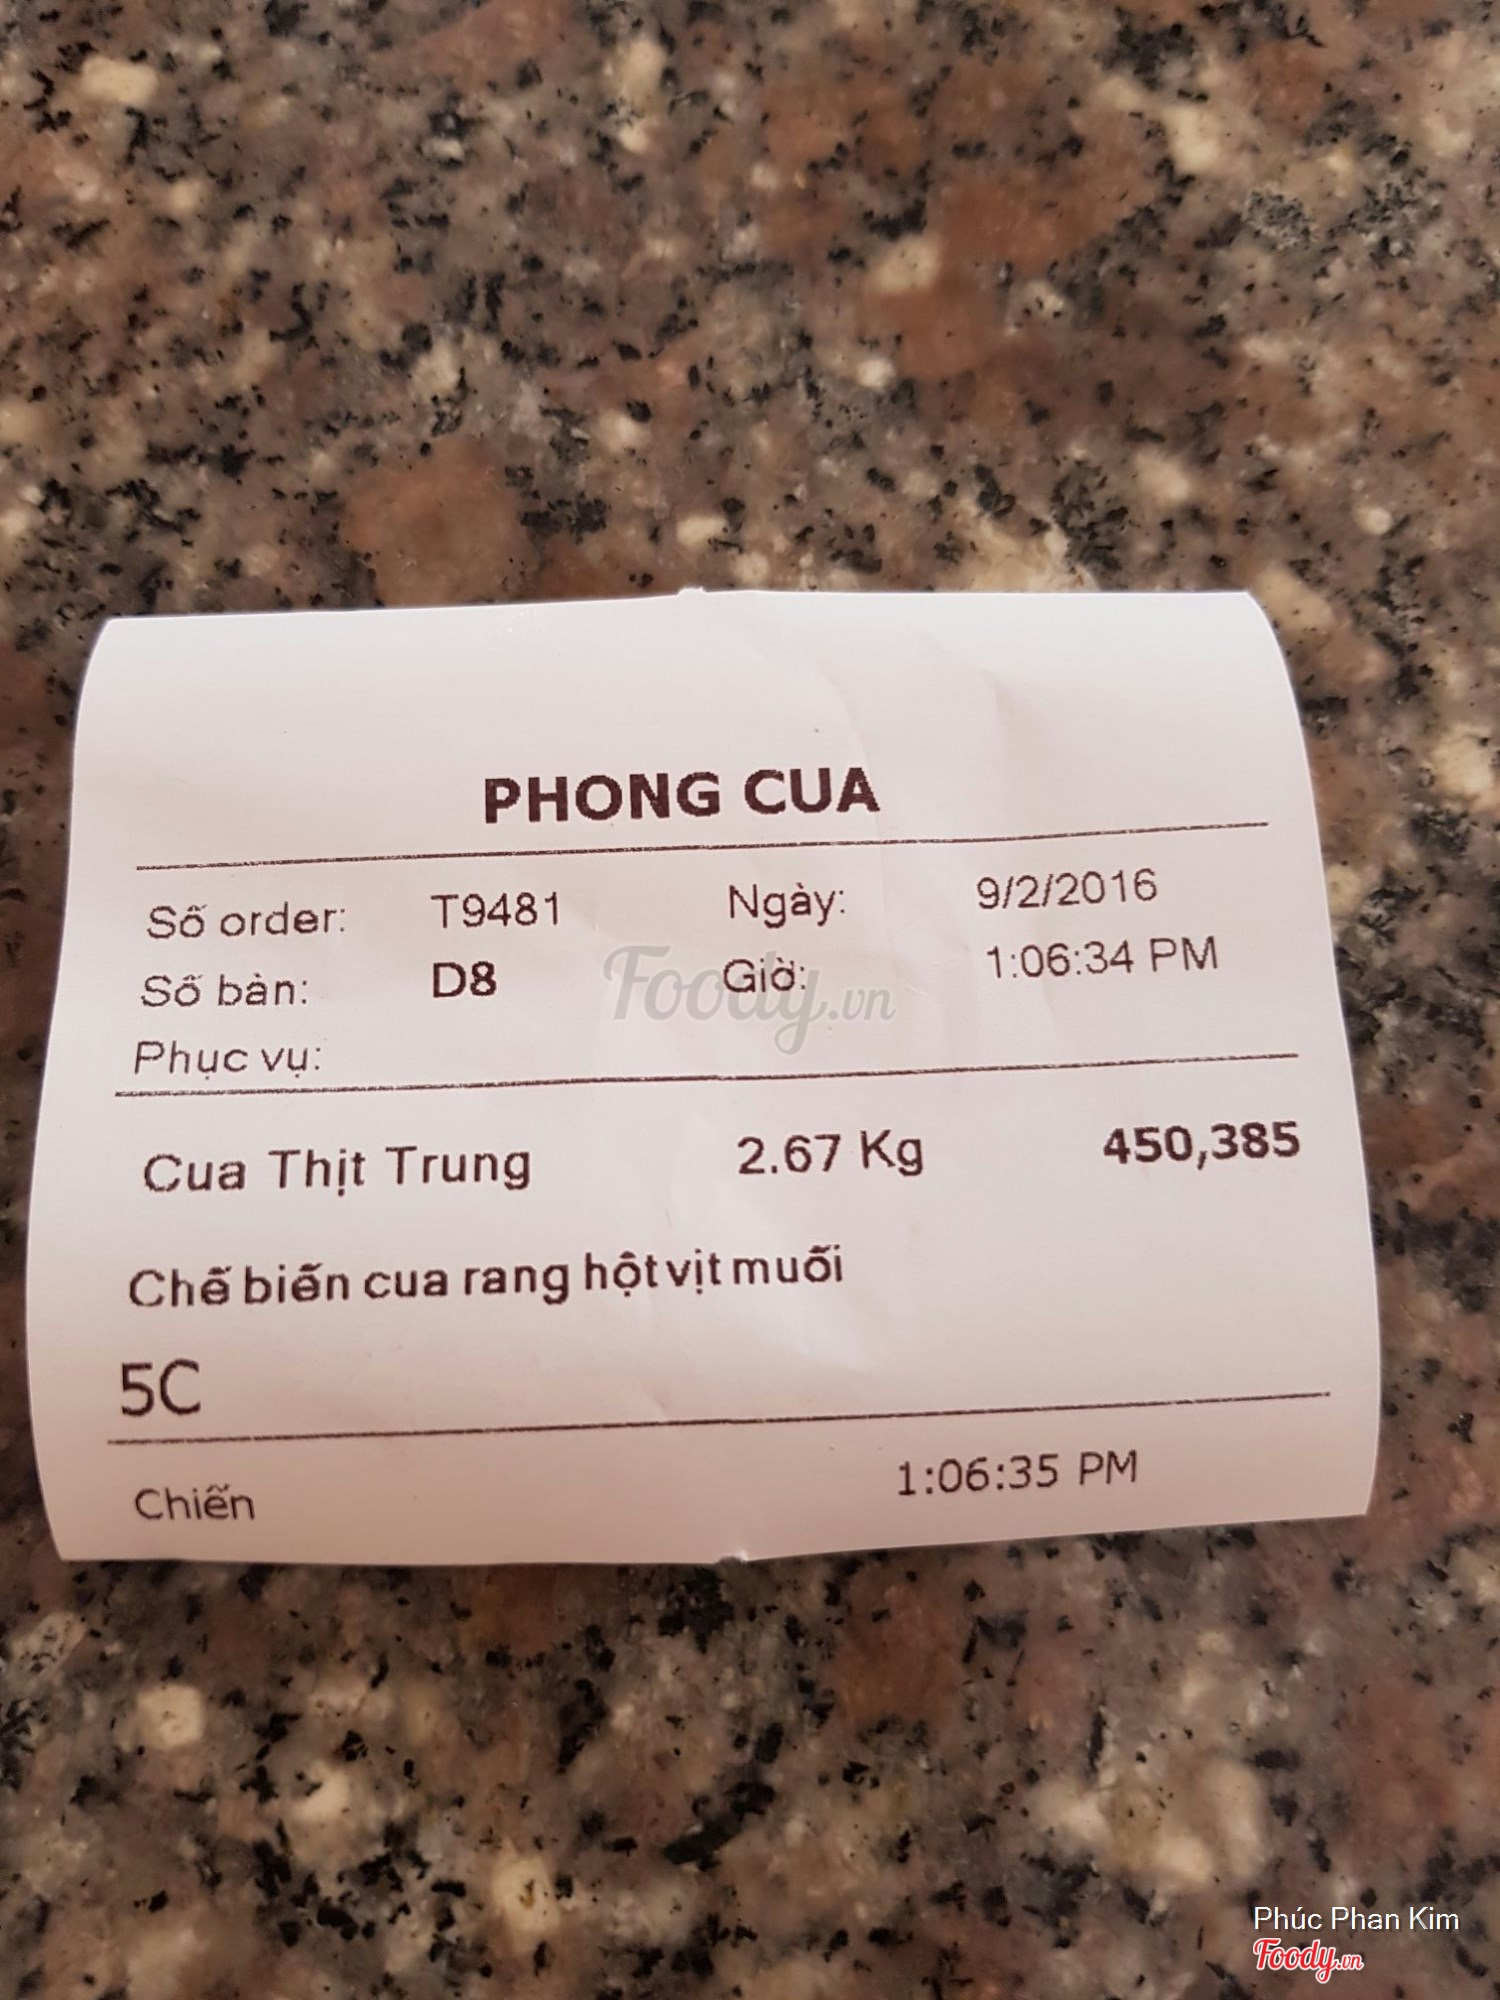 PHONG CUA
Số order: T9481 Ngày: 9/2/2016
Số bàn: D8 Giờ: 1:06:34 PM
Phục vụ:
Cua Thịt Trung 2.67 Kg 450,385
Chế biến cua rang hột vịt muối
5C
Chiến 1:06:35 PM
Foody.vn
Phúc Phan Kim
Foody.vn